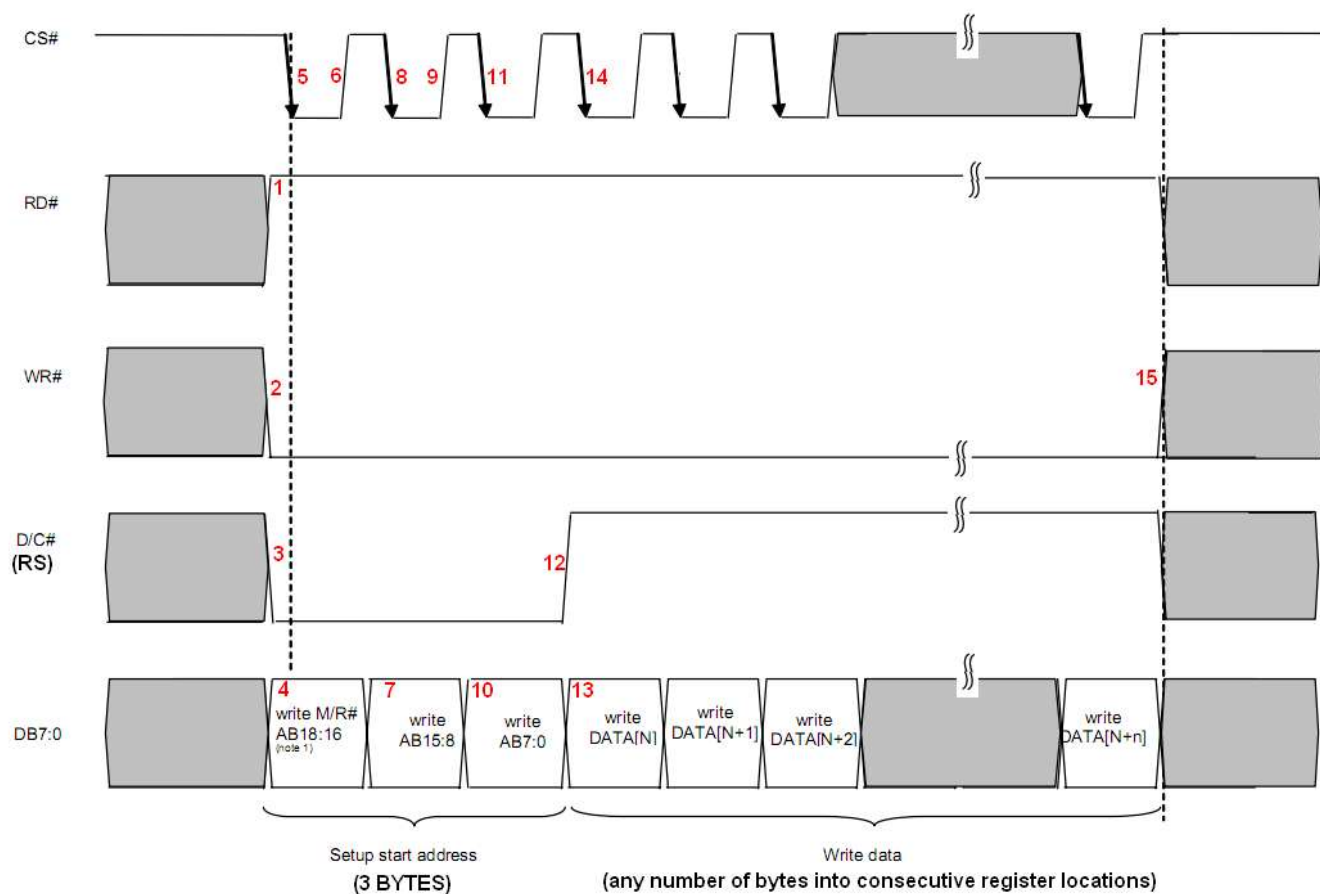 CS#
5 6 8 9 11 14
RD#
1
WR#
2
15
D/C#
(RS)
3
12
DB7:0
4
write M/R#
AB18:16
(note 1)
7
write
AB15:8
10
write
AB7:0
13
write
DATA[N]
write
DATA[N+1]
write
DATA[N+2]
write
DATA[N+n]
Setup start address
(3 BYTES)
Write data
(any number of bytes into consecutive register locations)